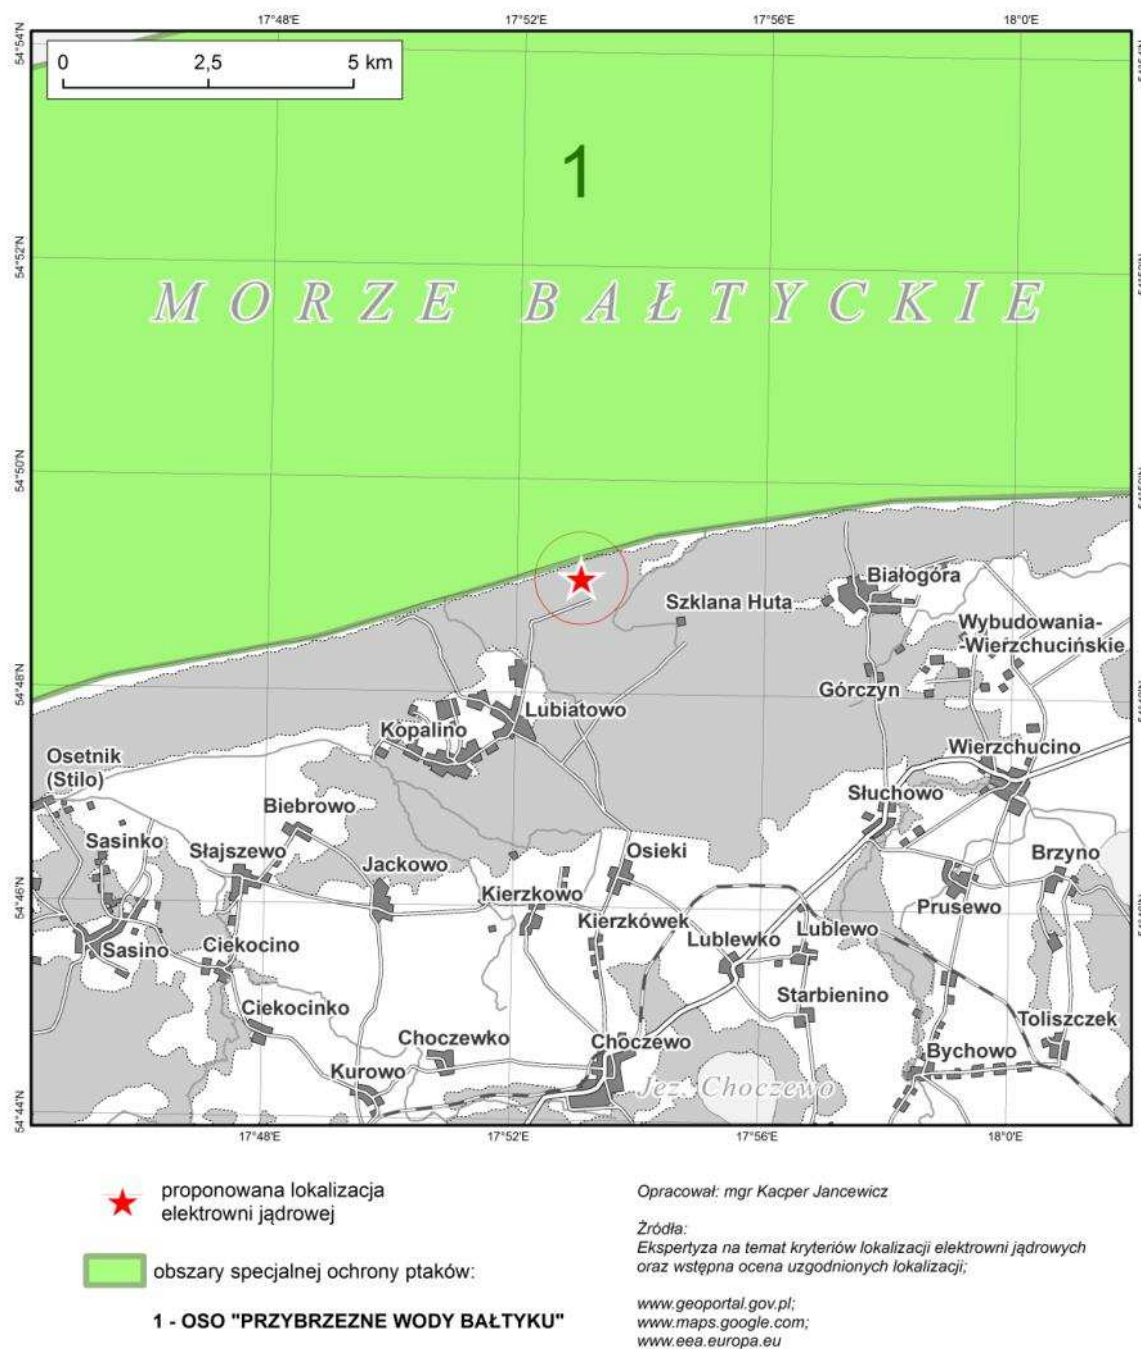 17°48'E
17°52'E
17°56'E
18°0'E
54°54'N
0
2,5
5 km
1
54°52'N
MORZE BAŁTYCKIE
54°50'N
Białogóra
Szklana Huta
Wybudowania-
-Wierzchucińskie
54°48'N
Górczyn
Lubiatowo
Kopalino
Wierzchucino
Osetnik
(Stilo)
Słuchowo
Biebrowo
Sasinko
Słajszewo
Osieki
Brzyno
Jackowo
Kierzkowo
54°46'N
Prusewo
Kierzkówek
Lublewo
Lublewko
Sasino
Ciekocino
Starbienino
Ciekocinko
Toliszczek
Choczewko
Choczewo
Bychowo
Kurowo
Jez. Choczewo
54°44'N
17°48'E
17°52'E
17°56'E
18°0'E
proponowana lokalizacja
elektrowni jądrowej
obszary specjalnej ochrony ptaków:
1 - OSO "PRZYBRZEZNE WODY BAŁTYKU"
Opracował: mgr Kacper Jancewicz
Żródła:
Ekspertyza na temat kryteriów lokalizacji elektrowni jądrowych
oraz wstępna ocena uzgodnionych lokalizacji;
www.geoportal.gov.pl;
www.maps.google.com;
www.eea.europa.eu